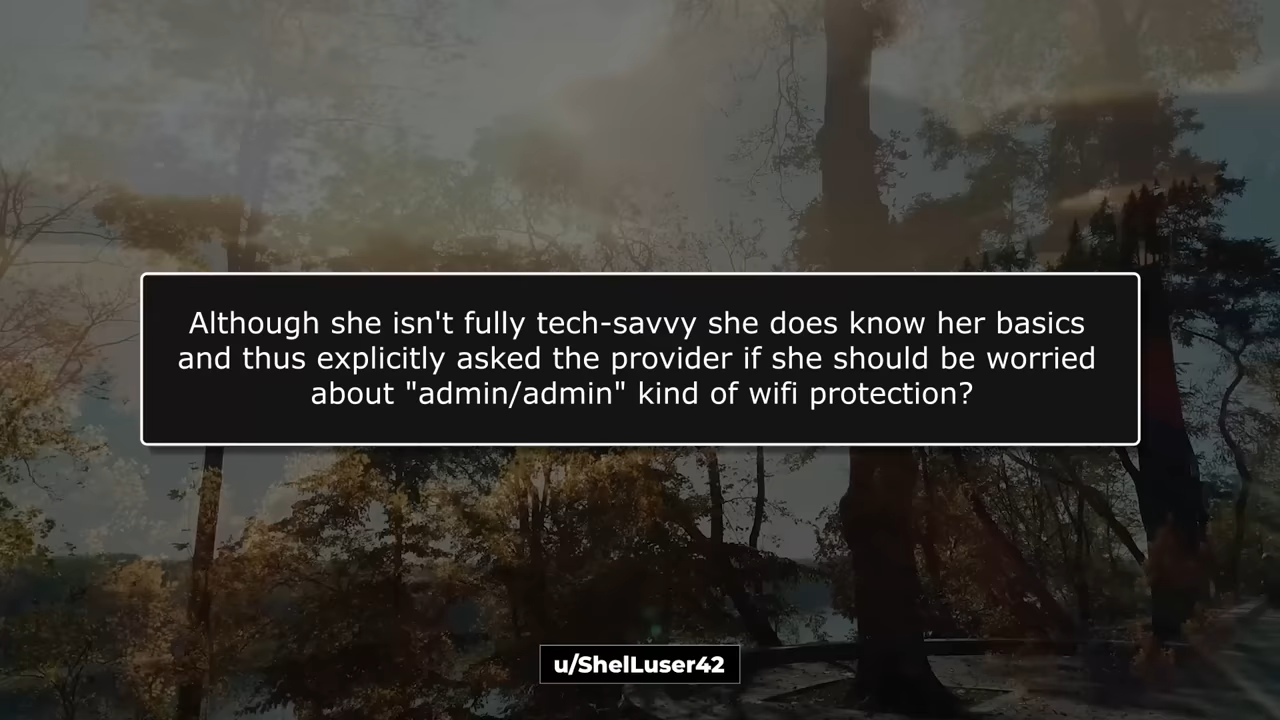 Although she isn't fully tech-savvy she does know her basics
and thus explicitly asked the provider if she should be worried
about "admin/admin" kind of wifi protection?
u/ShelLuser42